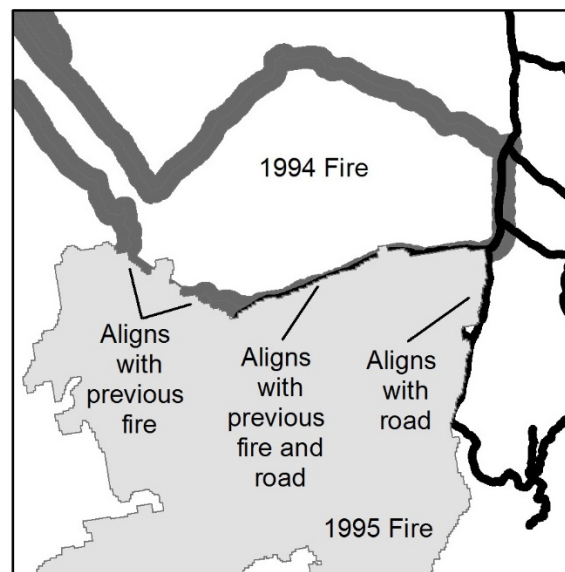 1994 Fire
Aligns
with
previous
fire
Aligns
with
previous
fire and
road
Aligns
with
road
1995 Fire